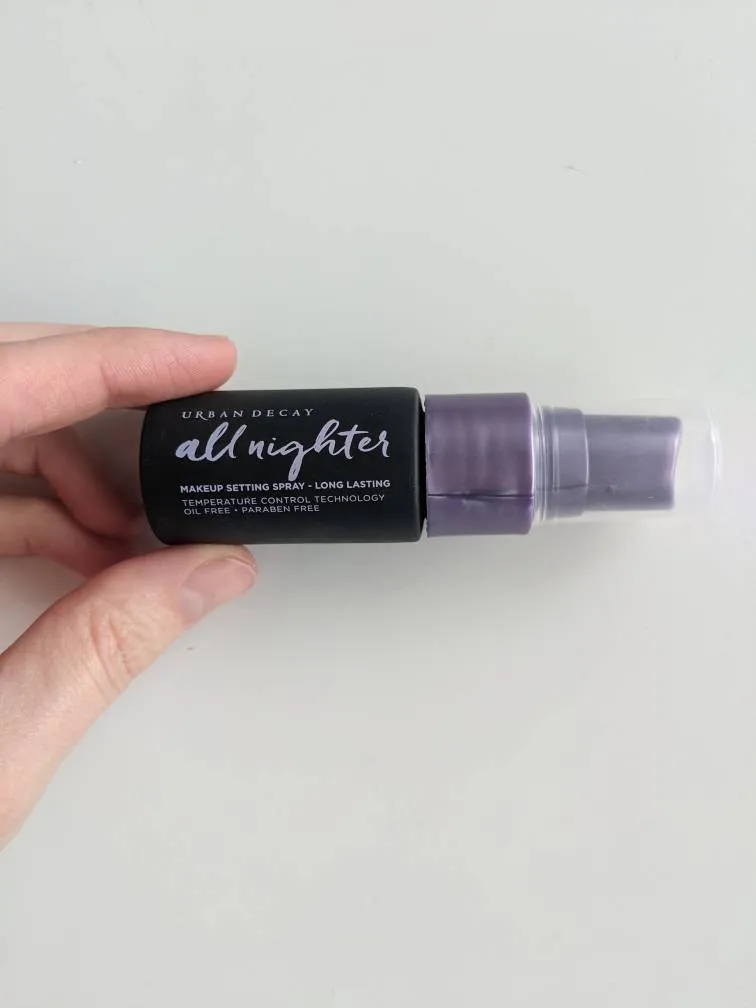 URBAN DECAY
all nighter
MAKEUP SETTING SPRAY - LONG LASTING
TEMPERATURE CONTROL TECHNOLOGY
OIL FREE • PARABEN FREE